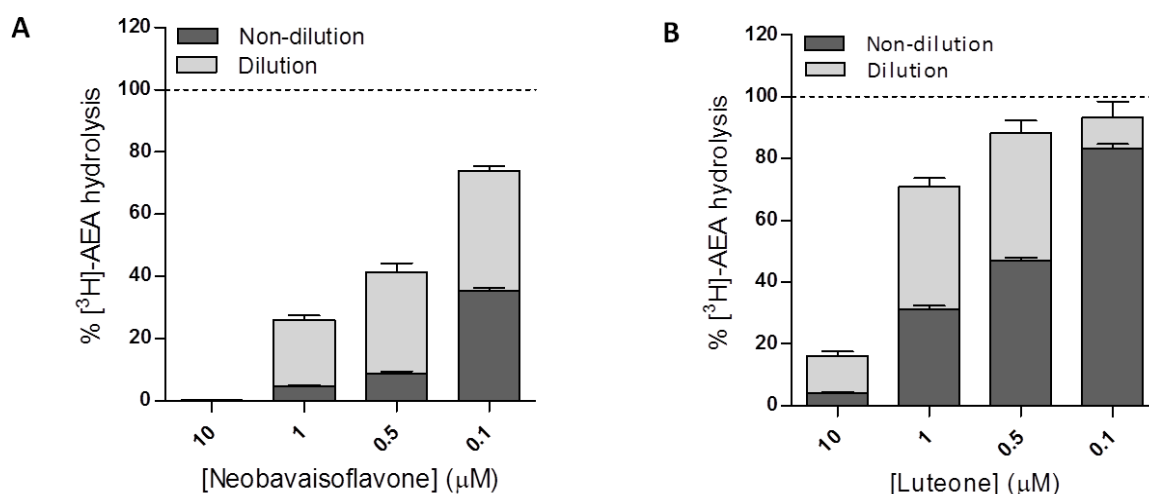 A
% [³H]-AEA hydrolysis
120
100
80
60
40
20
0
Non-dilution
Dilution
10
1
0.5
0.1
[Neobavaisoflavone] (μM)
B
% [³H]-AEA hydrolysis
120
100
80
60
40
20
0
Non-dilution
Dilution
10
1
0.5
0.1
[Luteone] (μM)